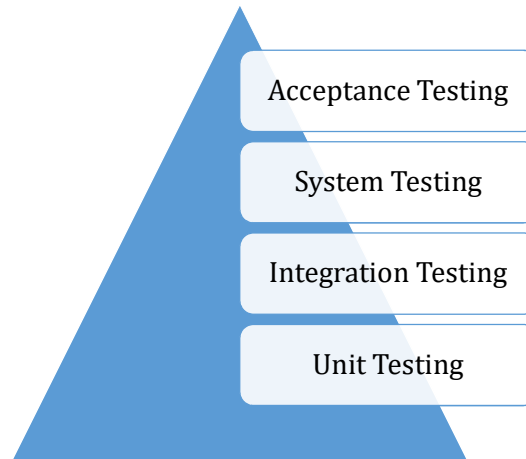 Acceptance Testing
System Testing
Integration Testing
Unit Testing